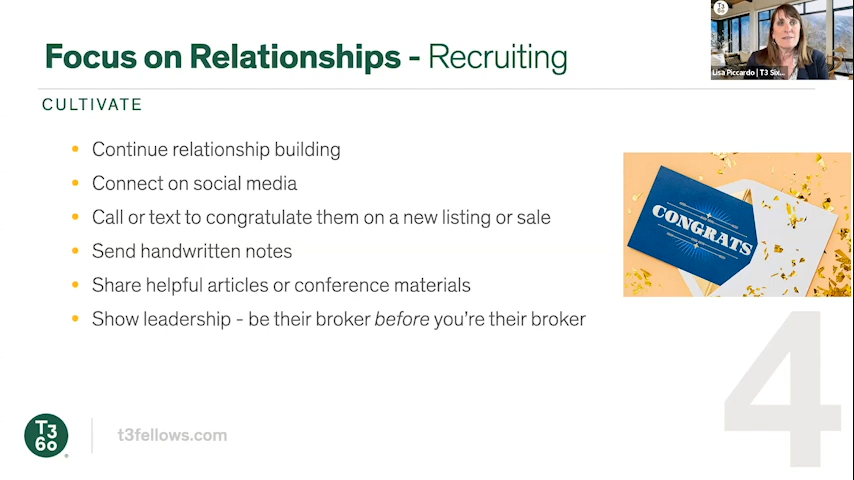 Focus on Relationships - Recruiting
T3
60
Lisa Piccardo | T3 Six...
CULTIVATE
• Continue relationship building
• Connect on social media
• Call or text to congratulate them on a new listing or sale
• Send handwritten notes
• Share helpful articles or conference materials
• Show leadership - be their broker before you're their broker
CONGRATS
4
T3
60
t3fellows.com